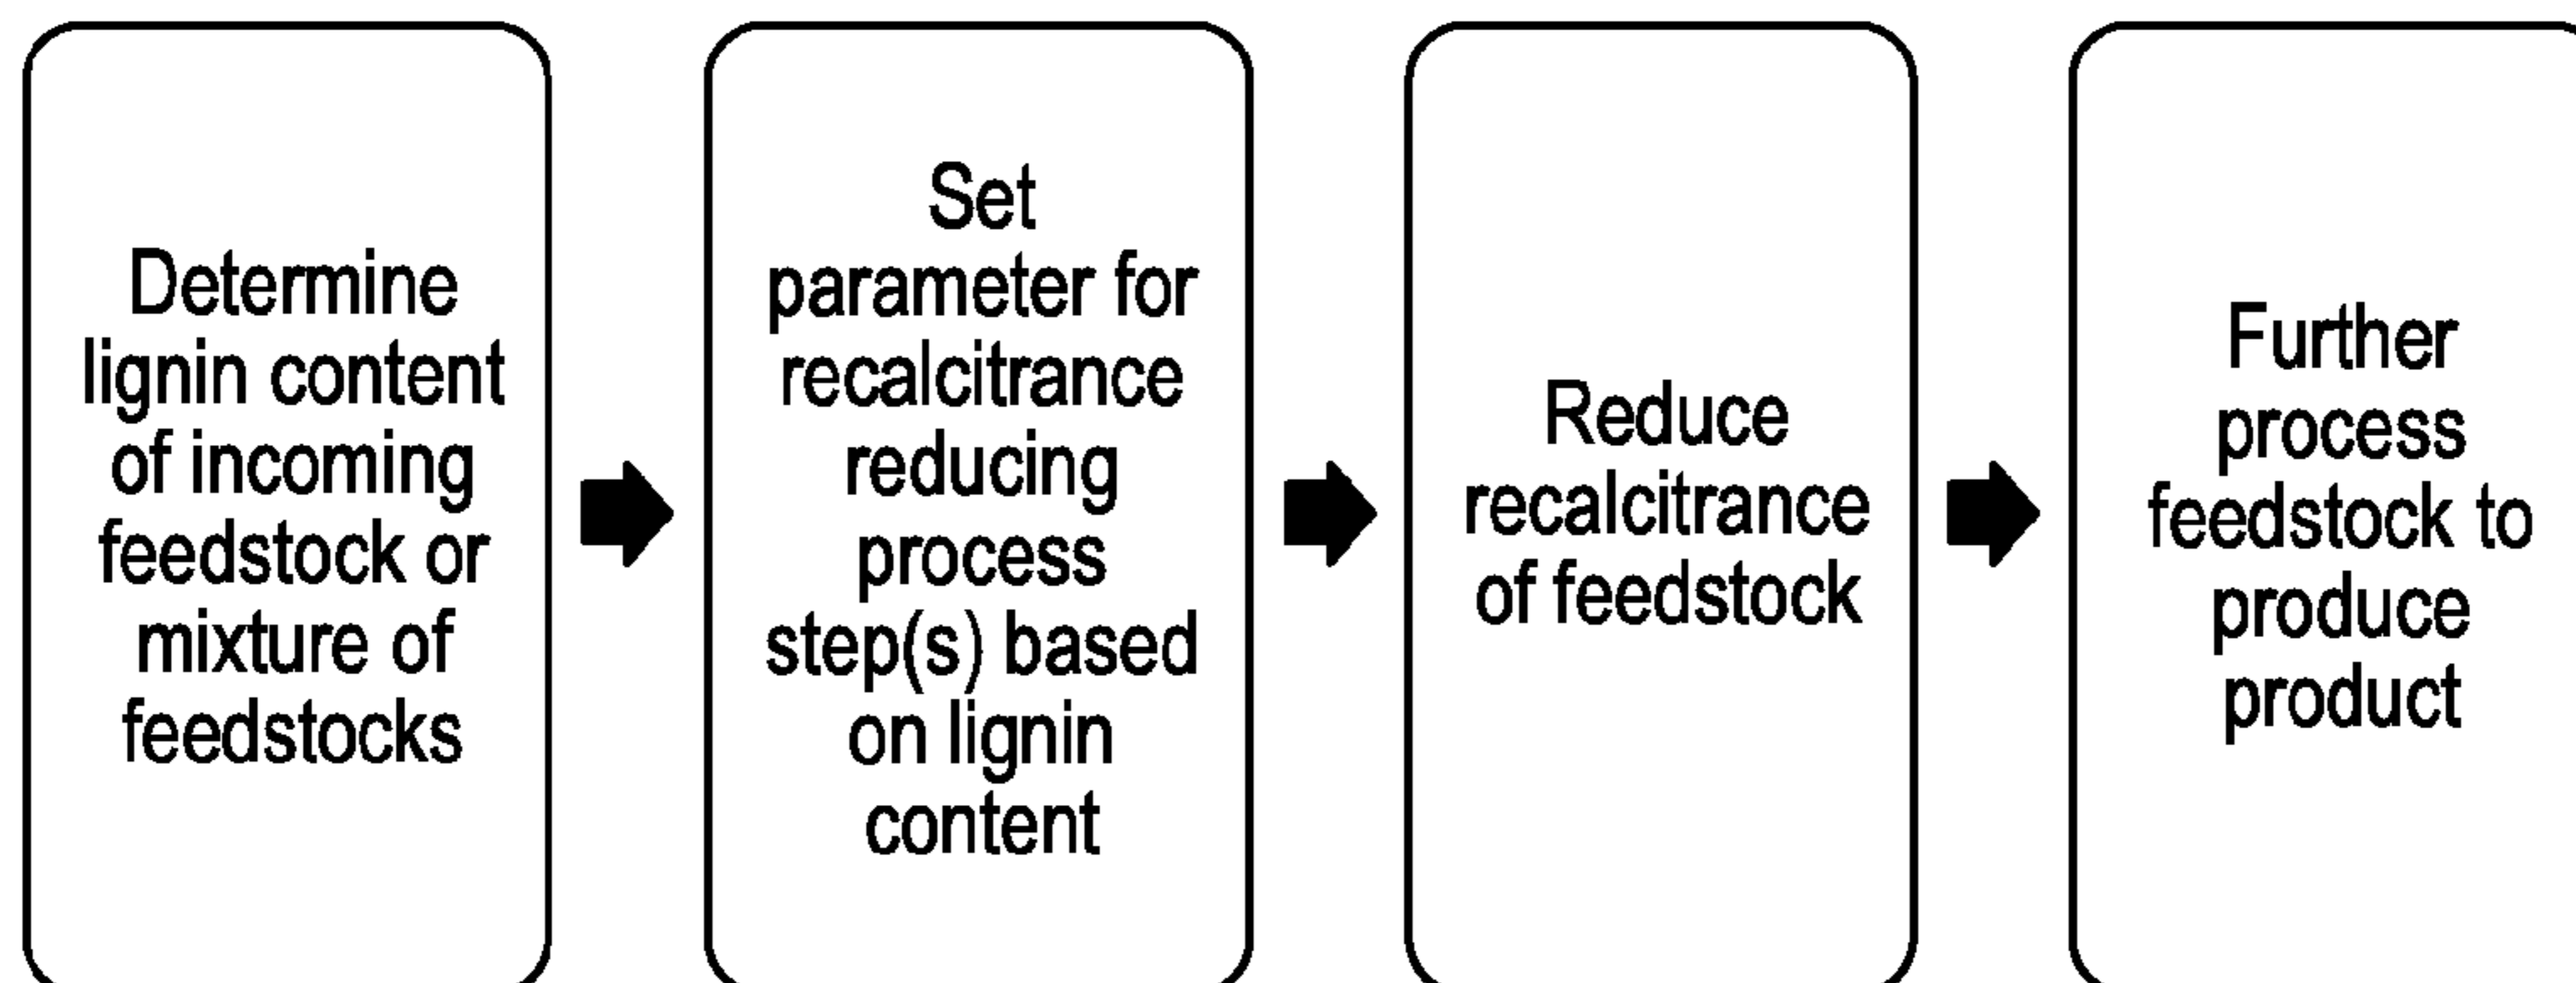 Determine
lignin content
of incoming
feedstock or
mixture of
feedstocks
Set
parameter for
recalcitrance
reducing
process
step(s) based
on lignin
content
Reduce
recalcitrance
of feedstock
Further
process
feedstock to
produce
product